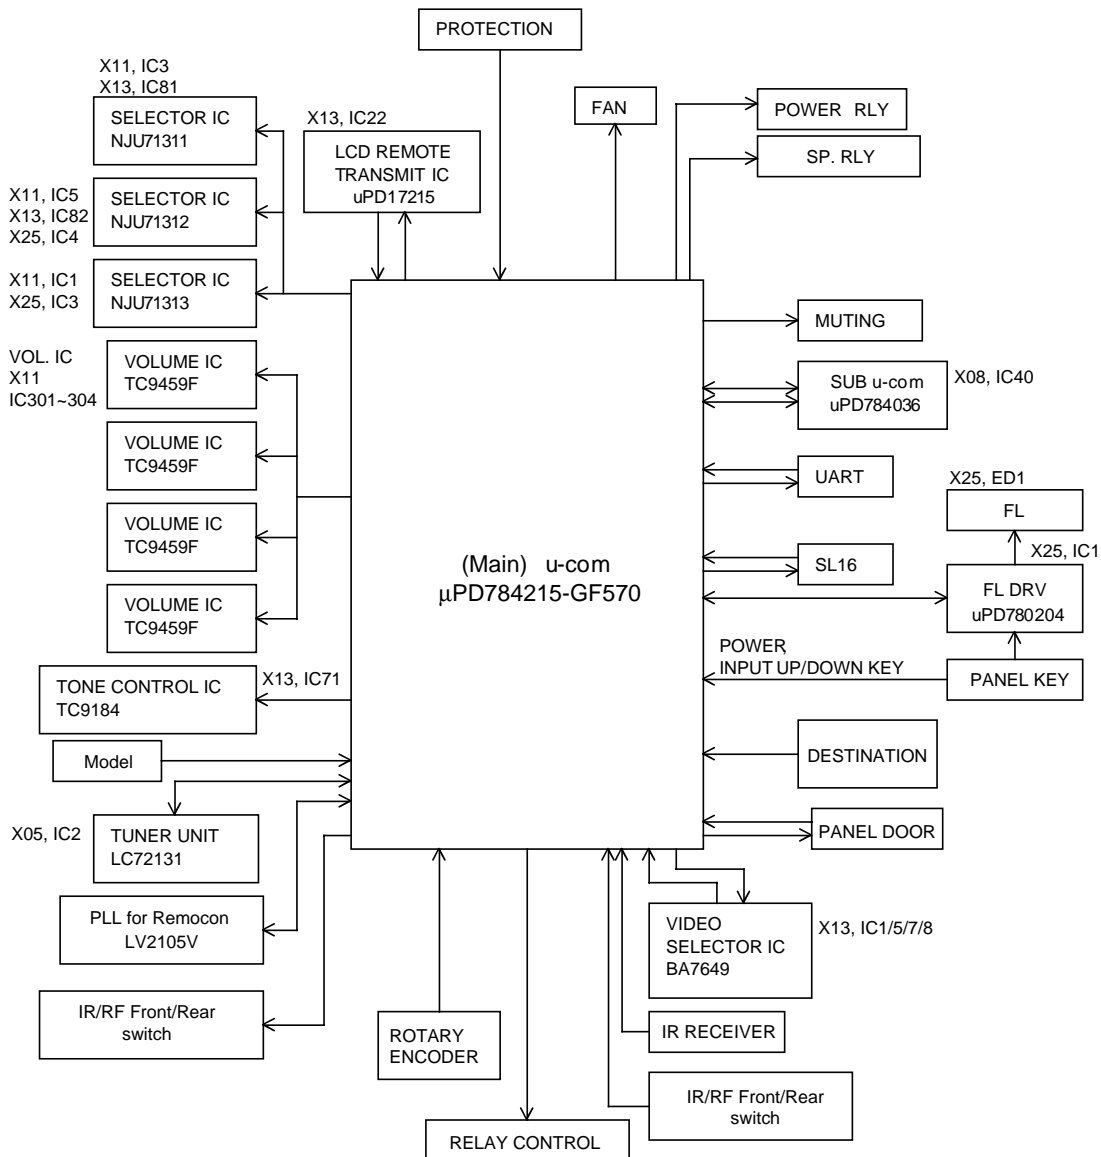 PROTECTION
X11, IC3
X13, IC81
SELECTOR IC
NJU71311
X13, IC22
LCD REMOTE
TRANSMIT IC
uPD17215
FAN
POWER RLY
SP. RLY
X11, IC5
X13, IC82
X25, IC4
SELECTOR IC
NJU71312
X11, IC1
X25, IC3
SELECTOR IC
NJU71313
MUTING
VOL. IC
X11
IC301~304
VOLUME IC
TC9459F
SUB u-com
uPD784036
X08, IC40
VOLUME IC
TC9459F
UART
X25, ED1
FL
VOLUME IC
TC9459F
SL16
X25, IC1
(Main) u-com
μPD784215-GF570
VOLUME IC
TC9459F
FL DRV
uPD780204
POWER,
INPUT UP/DOWN KEY
PANEL KEY
TONE CONTROL IC
TC9184
X13, IC71
Model
DESTINATION
X05, IC2
TUNER UNIT
LC72131
PANEL DOOR
PLL for Remocon
LV2105V
VIDEO
SELECTOR IC
BA7649
X13, IC1/5/7/8
IR/RF Front/Rear
switch
ROTARY
ENCODER
IR RECEIVER
IR/RF Front/Rear
switch
RELAY CONTROL